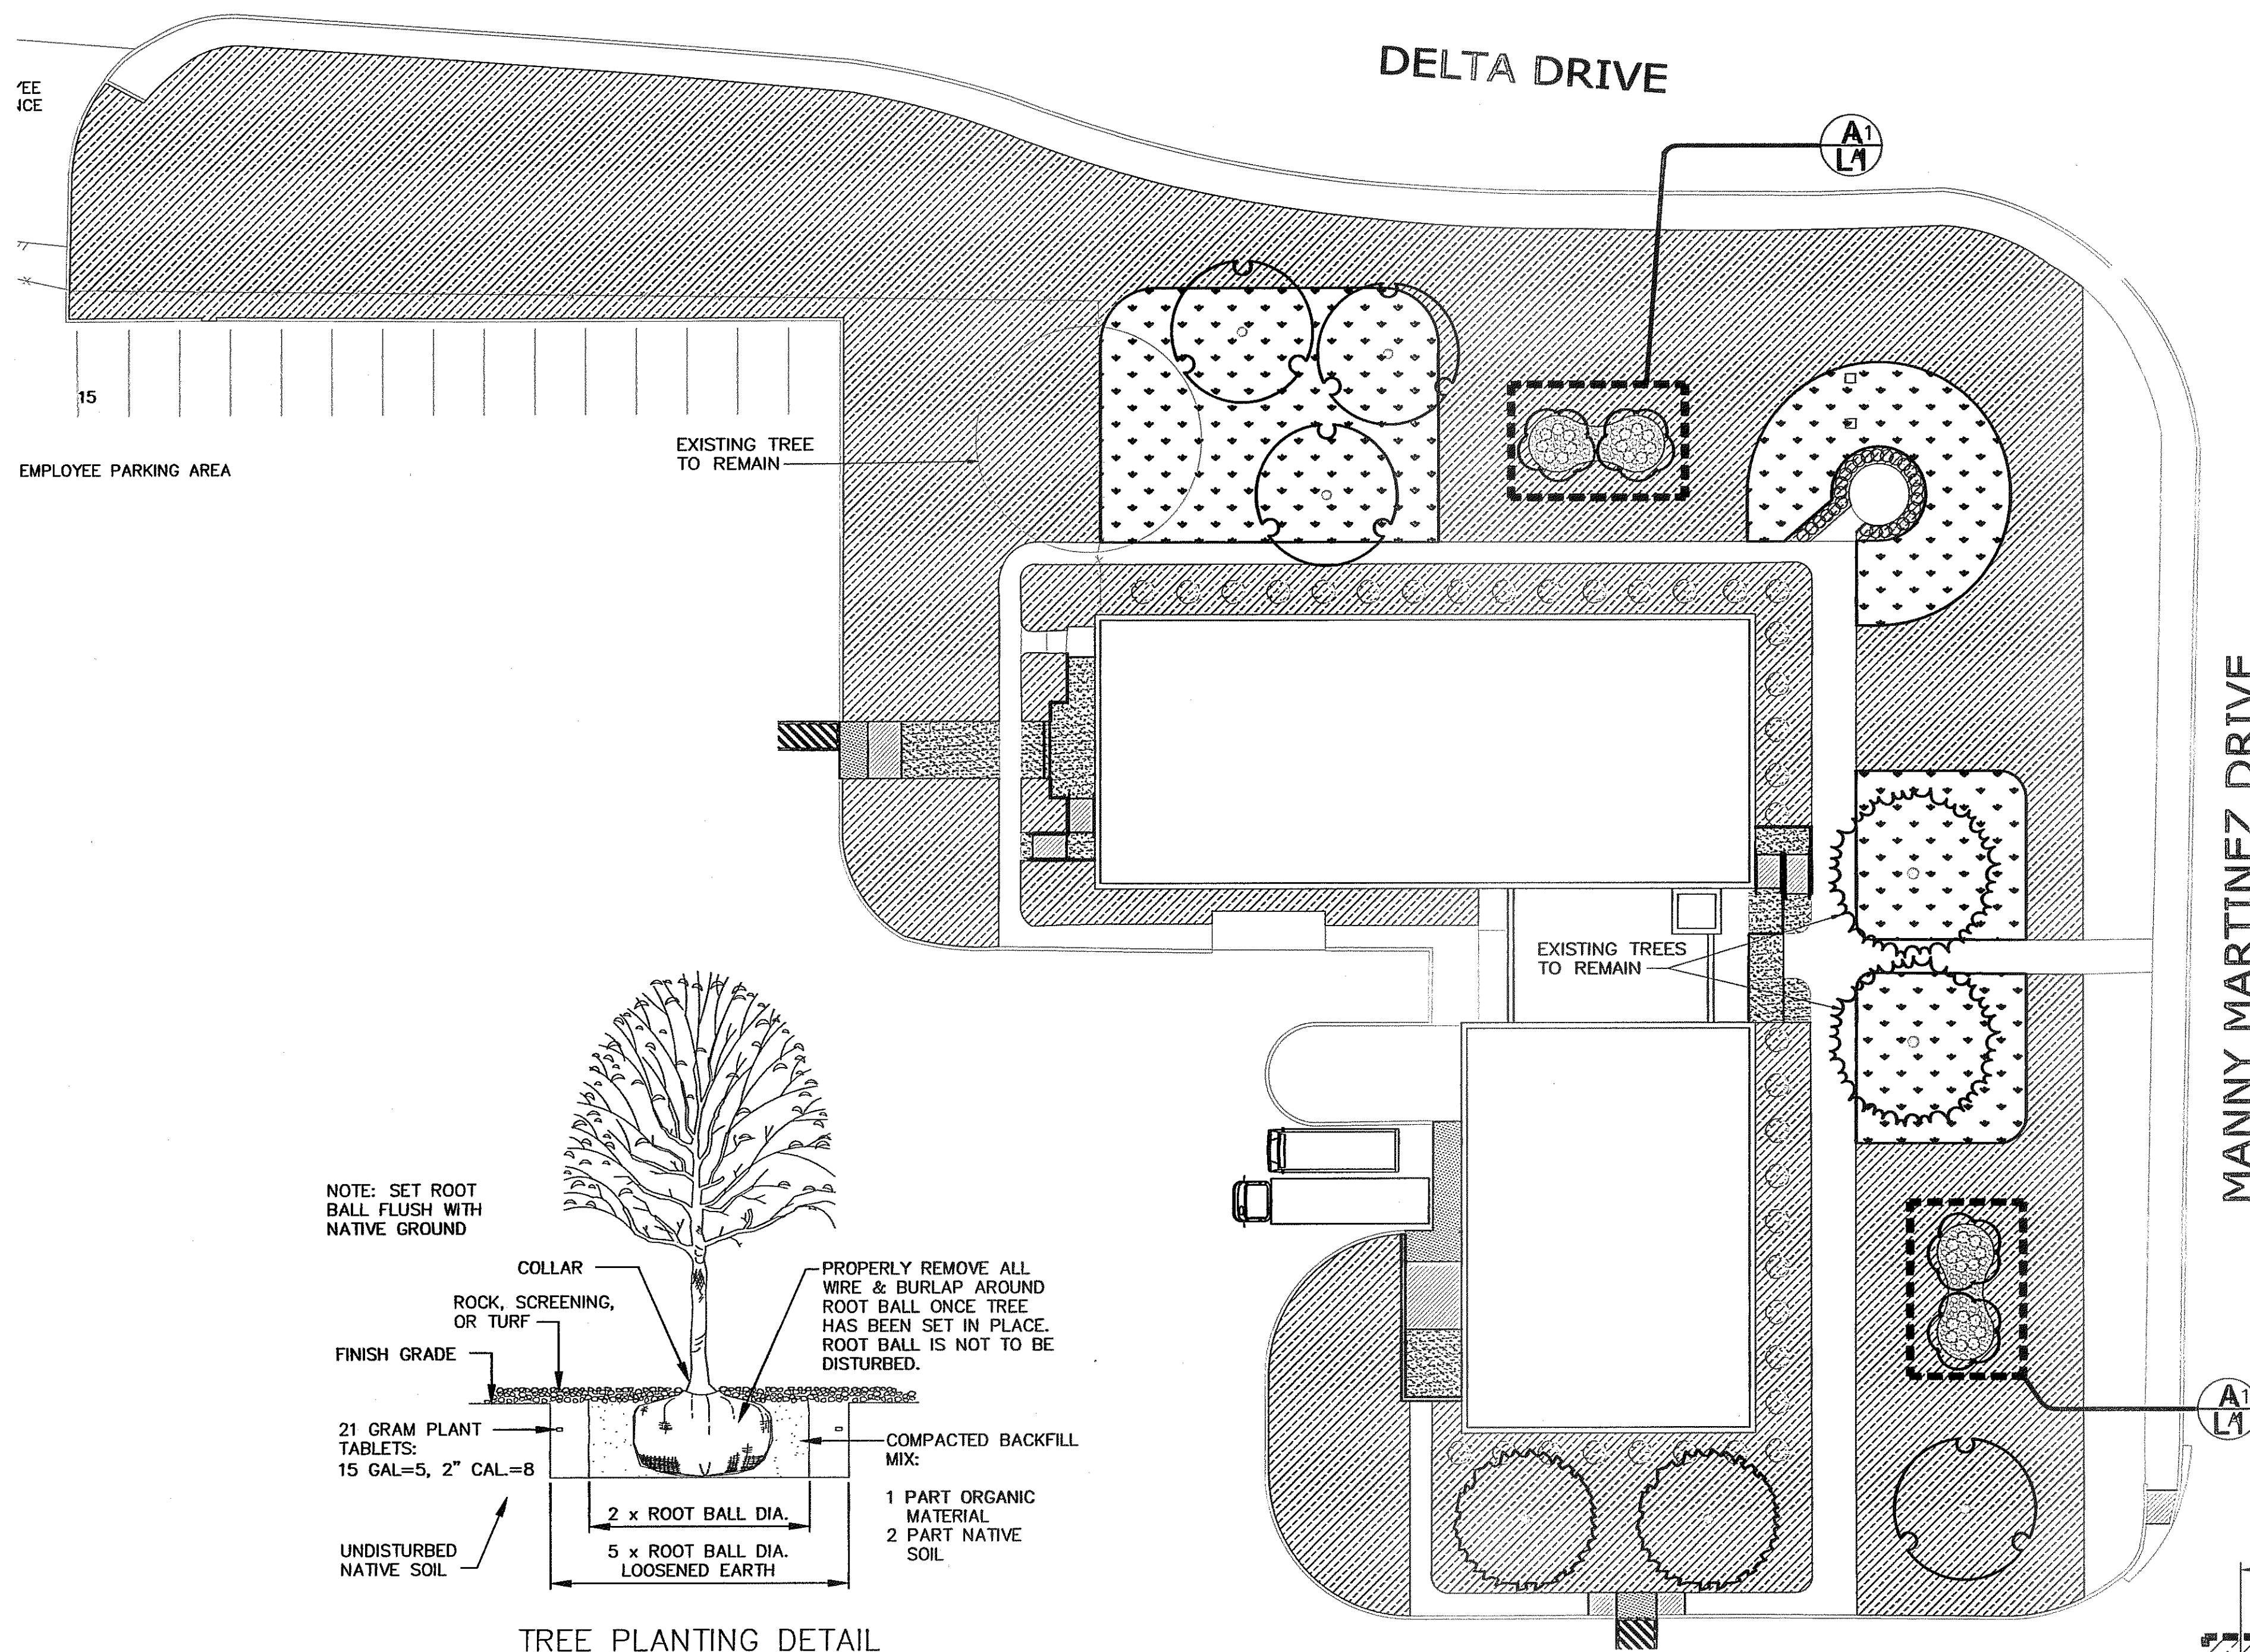 DELTA DRIVE
A1
L1
15
EMPLOYEE PARKING AREA
EXISTING TREE
TO REMAIN
MANNY MARTINEZ DRIVE
EXISTING TREES
TO REMAIN
A1
L1
NOTE: SET ROOT
BALL FLUSH WITH
NATIVE GROUND
COLLAR
ROCK, SCREENING,
OR TURF
FINISH GRADE
21 GRAM PLANT
TABLETS:
15 GAL=5, 2" CAL.=8
UNDISTURBED
NATIVE SOIL
PROPERLY REMOVE ALL
WIRE & BURLAP AROUND
ROOT BALL ONCE TREE
HAS BEEN SET IN PLACE.
ROOT BALL IS NOT TO BE
DISTURBED.
COMPACTED BACKFILL
MIX:
1 PART ORGANIC
MATERIAL
2 PART NATIVE
SOIL
2 x ROOT BALL DIA.
5 x ROOT BALL DIA.
LOOSENED EARTH
TREE PLANTING DETAIL